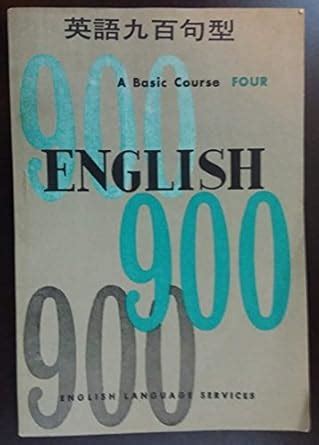 英語九百句型
A Basic Course FOUR
900
ENGLISH
900
900
ENGLISH LANGUAGE SERVICES